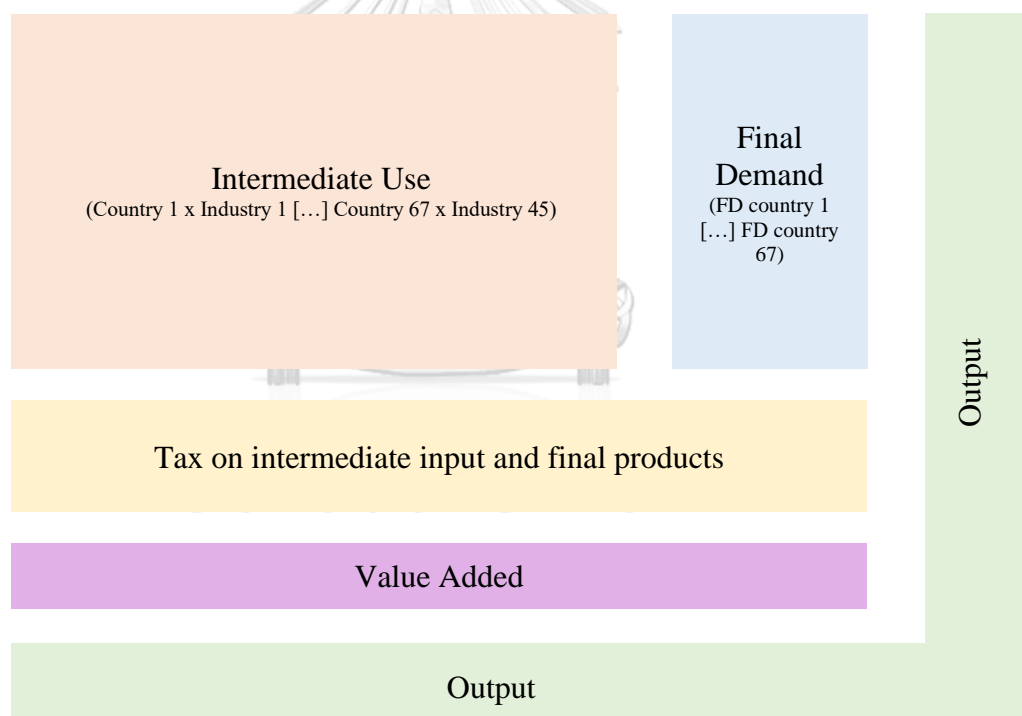 Intermediate Use
(Country 1 x Industry 1 […] Country 67 x Industry 45)
Final
Demand
(FD country 1
[…] FD country
67)
Output
Tax on intermediate input and final products
Value Added
Output